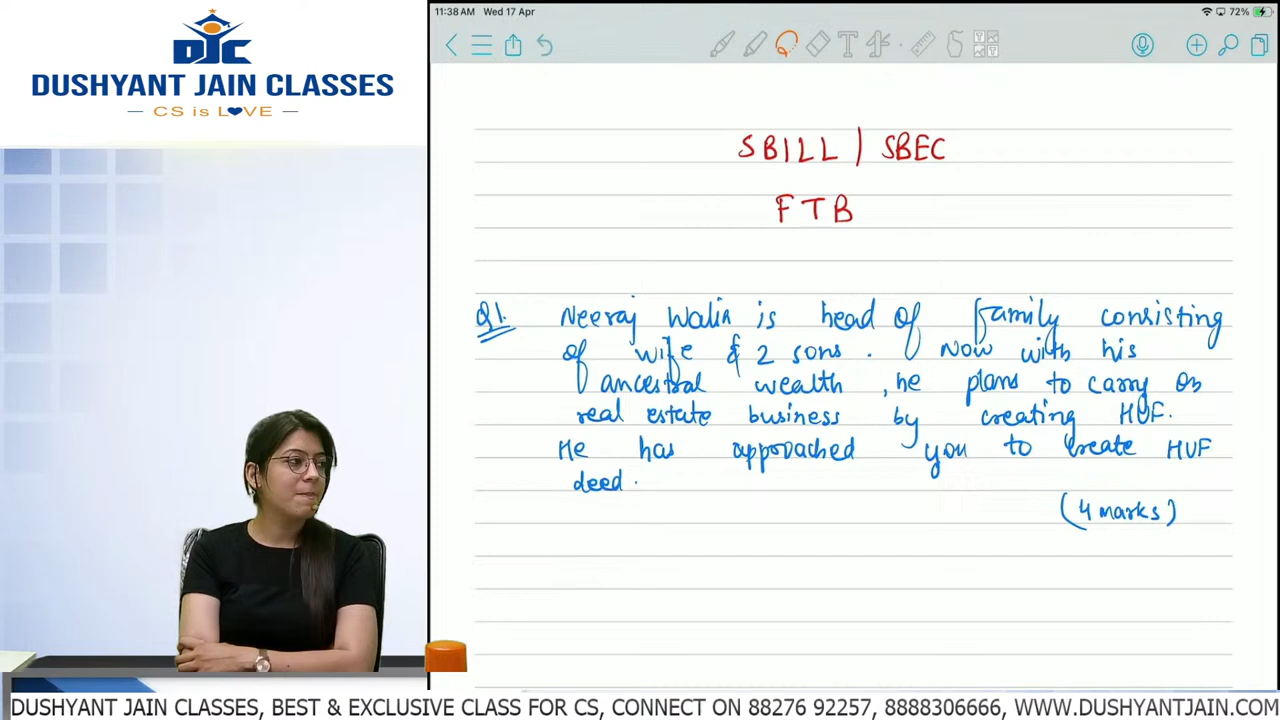 11:38 AM Wed 17 Apr
72%
DJC
DUSHYANT JAIN CLASSES
— CS is LOVE —
SBILL | SBEC
FTB
Q1. Neeraj Walia is head of family consisting
of wife & 2 sons. Now with his
ancestral wealth, he plans to carry on
real estate business by creating HUF.
He has approached you to create HUF
deed.
(4 marks)
DUSHYANT JAIN CLASSES, BEST & EXCLUSIVE CLASS FOR CS, CONNECT ON 88276 92257, 8888306666, WWW.DUSHYANTJAIN.COM